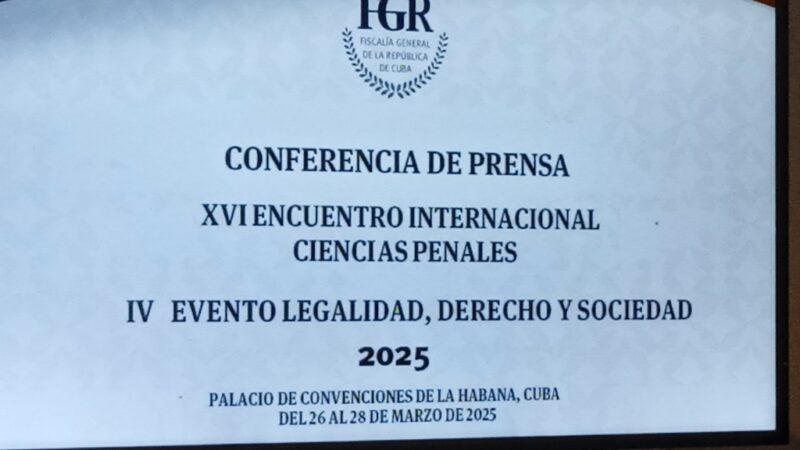 FGR
FISCALÍA GENERAL
DE LA REPÚBLICA
DE CUBA
CONFERENCIA DE PRENSA
XVI ENCUENTRO INTERNACIONAL
CIENCIAS PENALES
IV EVENTO LEGALIDAD, DERECHO Y SOCIEDAD
2025
PALACIO DE CONVENCIONES DE LA HABANA, CUBA
DEL 26 AL 28 DE MARZO DE 2025